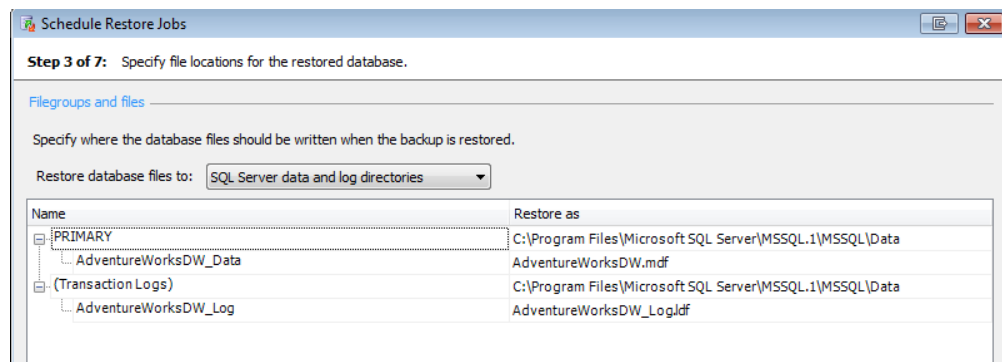 Schedule Restore Jobs
Step 3 of 7: Specify file locations for the restored database.
Filegroups and files
Specify where the database files should be written when the backup is restored.
Restore database files to: SQL Server data and log directories
Name Restore as
PRIMARY C:\Program Files\Microsoft SQL Server\MSSQL.1\MSSQL\Data
AdventureWorksDW_Data AdventureWorksDW.mdf
(Transaction Logs) C:\Program Files\Microsoft SQL Server\MSSQL.1\MSSQL\Data
AdventureWorksDW_Log AdventureWorksDW_Log.ldf